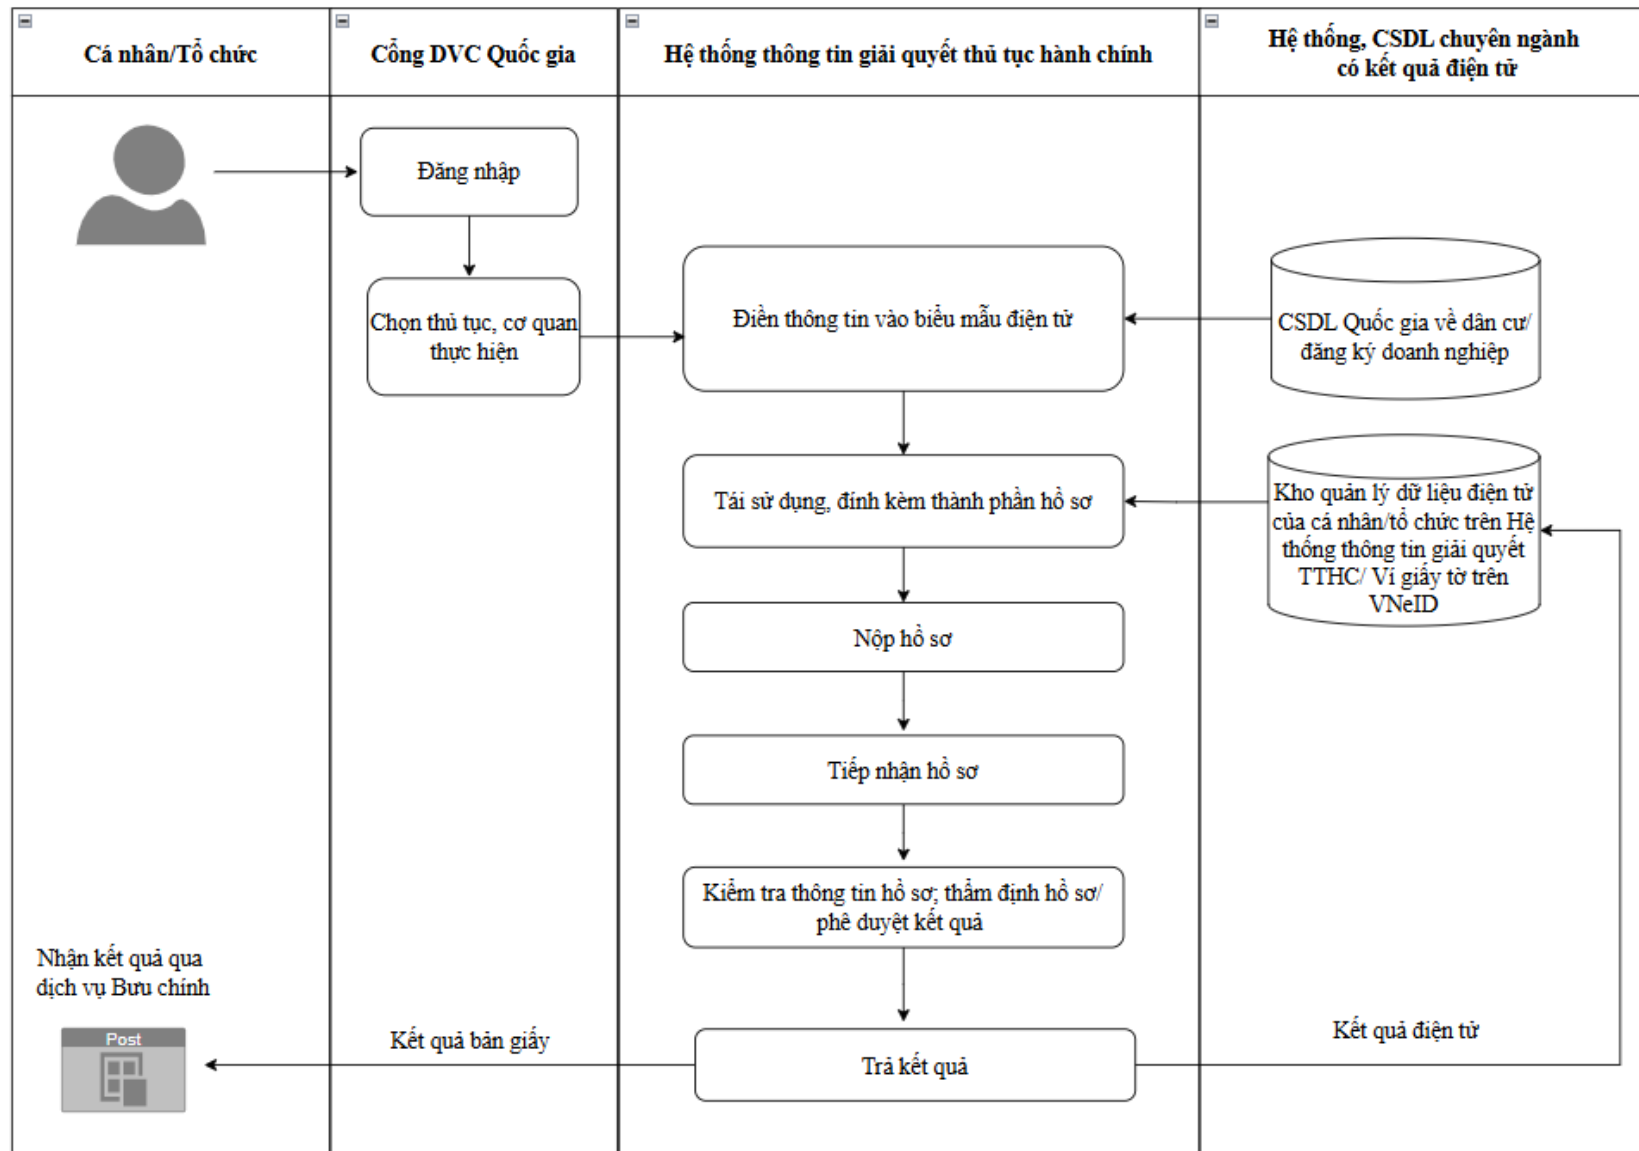 Cá nhân/Tổ chức
Cổng DVC Quốc gia
Hệ thống thông tin giải quyết thủ tục hành chính
Hệ thống, CSDL chuyên ngành
có kết quả điện tử
Đăng nhập
Chọn thủ tục, cơ quan
thực hiện
Điền thông tin vào biểu mẫu điện tử
CSDL Quốc gia về dân cư/
đăng ký doanh nghiệp
Tái sử dụng, đính kèm thành phần hồ sơ
Kho quản lý dữ liệu điện tử
của cá nhân/tổ chức trên Hệ
thống thông tin giải quyết
TTHC/ Ví giấy tờ trên
VNeID
Nộp hồ sơ
Tiếp nhận hồ sơ
Kiểm tra thông tin hồ sơ; thẩm định hồ sơ/
phê duyệt kết quả
Nhận kết quả qua
dịch vụ Bưu chính
Post
Kết quả bản giấy
Trả kết quả
Kết quả điện tử